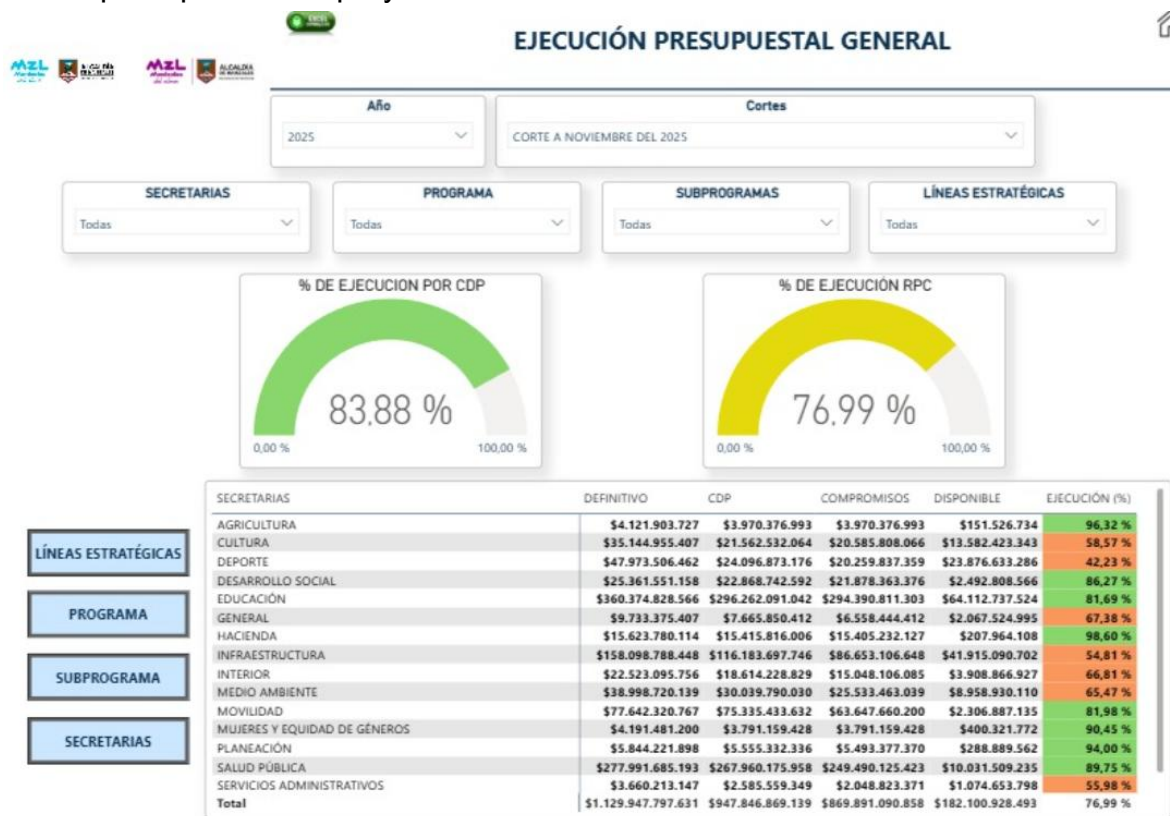 EXCEL
EJECUCIÓN PRESUPUESTAL GENERAL
MZL
MZL
ALCALDÍA
DE MANIZALES
Año
Cortes
2025
CORTE A NOVIEMBRE DEL 2025
SECRETARIAS
PROGRAMA
SUBPROGRAMAS
LÍNEAS ESTRATÉGICAS
Todas
Todas
Todas
Todas
% DE EJECUCION POR CDP
% DE EJECUCIÓN RPC
83,88 %
76,99 %
0,00 %
100,00 %
0,00 %
100,00 %
LÍNEAS ESTRATÉGICAS
PROGRAMA
SUBPROGRAMA
SECRETARIAS
SECRETARIAS DEFINITIVO CDP COMPROMISOS DISPONIBLE EJECUCIÓN (%)
AGRICULTURA $4.121.903.727 $3.970.376.993 $3.970.376.993 $151.526.734 96,32 %
CULTURA $35.144.955.407 $21.562.532.064 $20.585.808.066 $13.582.423.343 58,57 %
DEPORTE $47.973.506.462 $24.096.873.176 $20.259.837.359 $23.876.633.286 42,23 %
DESARROLLO SOCIAL $25.361.551.158 $22.868.742.592 $21.878.363.376 $2.492.808.566 86,27 %
EDUCACIÓN $360.374.828.566 $296.262.091.042 $294.390.811.303 $64.112.737.524 81,69 %
GENERAL $9.733.375.407 $7.665.850.412 $6.558.444.412 $2.067.524.995 67,38 %
HACIENDA $15.623.780.114 $15.415.816.006 $15.405.232.127 $207.964.108 98,60 %
INFRAESTRUCTURA $158.098.788.448 $116.183.697.746 $86.653.106.648 $41.915.090.702 54,81 %
INTERIOR $22.523.095.756 $18.614.228.829 $15.048.106.085 $3.908.866.927 66,81 %
MEDIO AMBIENTE $38.998.720.139 $30.039.790.030 $25.533.463.039 $8.958.930.110 65,47 %
MOVILIDAD $77.642.320.767 $75.335.433.632 $63.647.660.200 $2.306.887.135 81,98 %
MUJERES Y EQUIDAD DE GÉNEROS $4.191.481.200 $3.791.159.428 $3.791.159.428 $400.321.772 90,45 %
PLANEACIÓN $5.844.221.898 $5.555.332.336 $5.493.377.370 $288.889.562 94,00 %
SALUD PÚBLICA $277.991.685.193 $267.960.175.958 $249.490.125.423 $10.031.509.235 89,75 %
SERVICIOS ADMINISTRATIVOS $3.660.213.147 $2.585.559.349 $2.048.823.371 $1.074.653.798 55,98 %
Total $1.129.947.797.631 $947.846.869.139 $869.891.090.858 $182.100.928.493 76,99 %